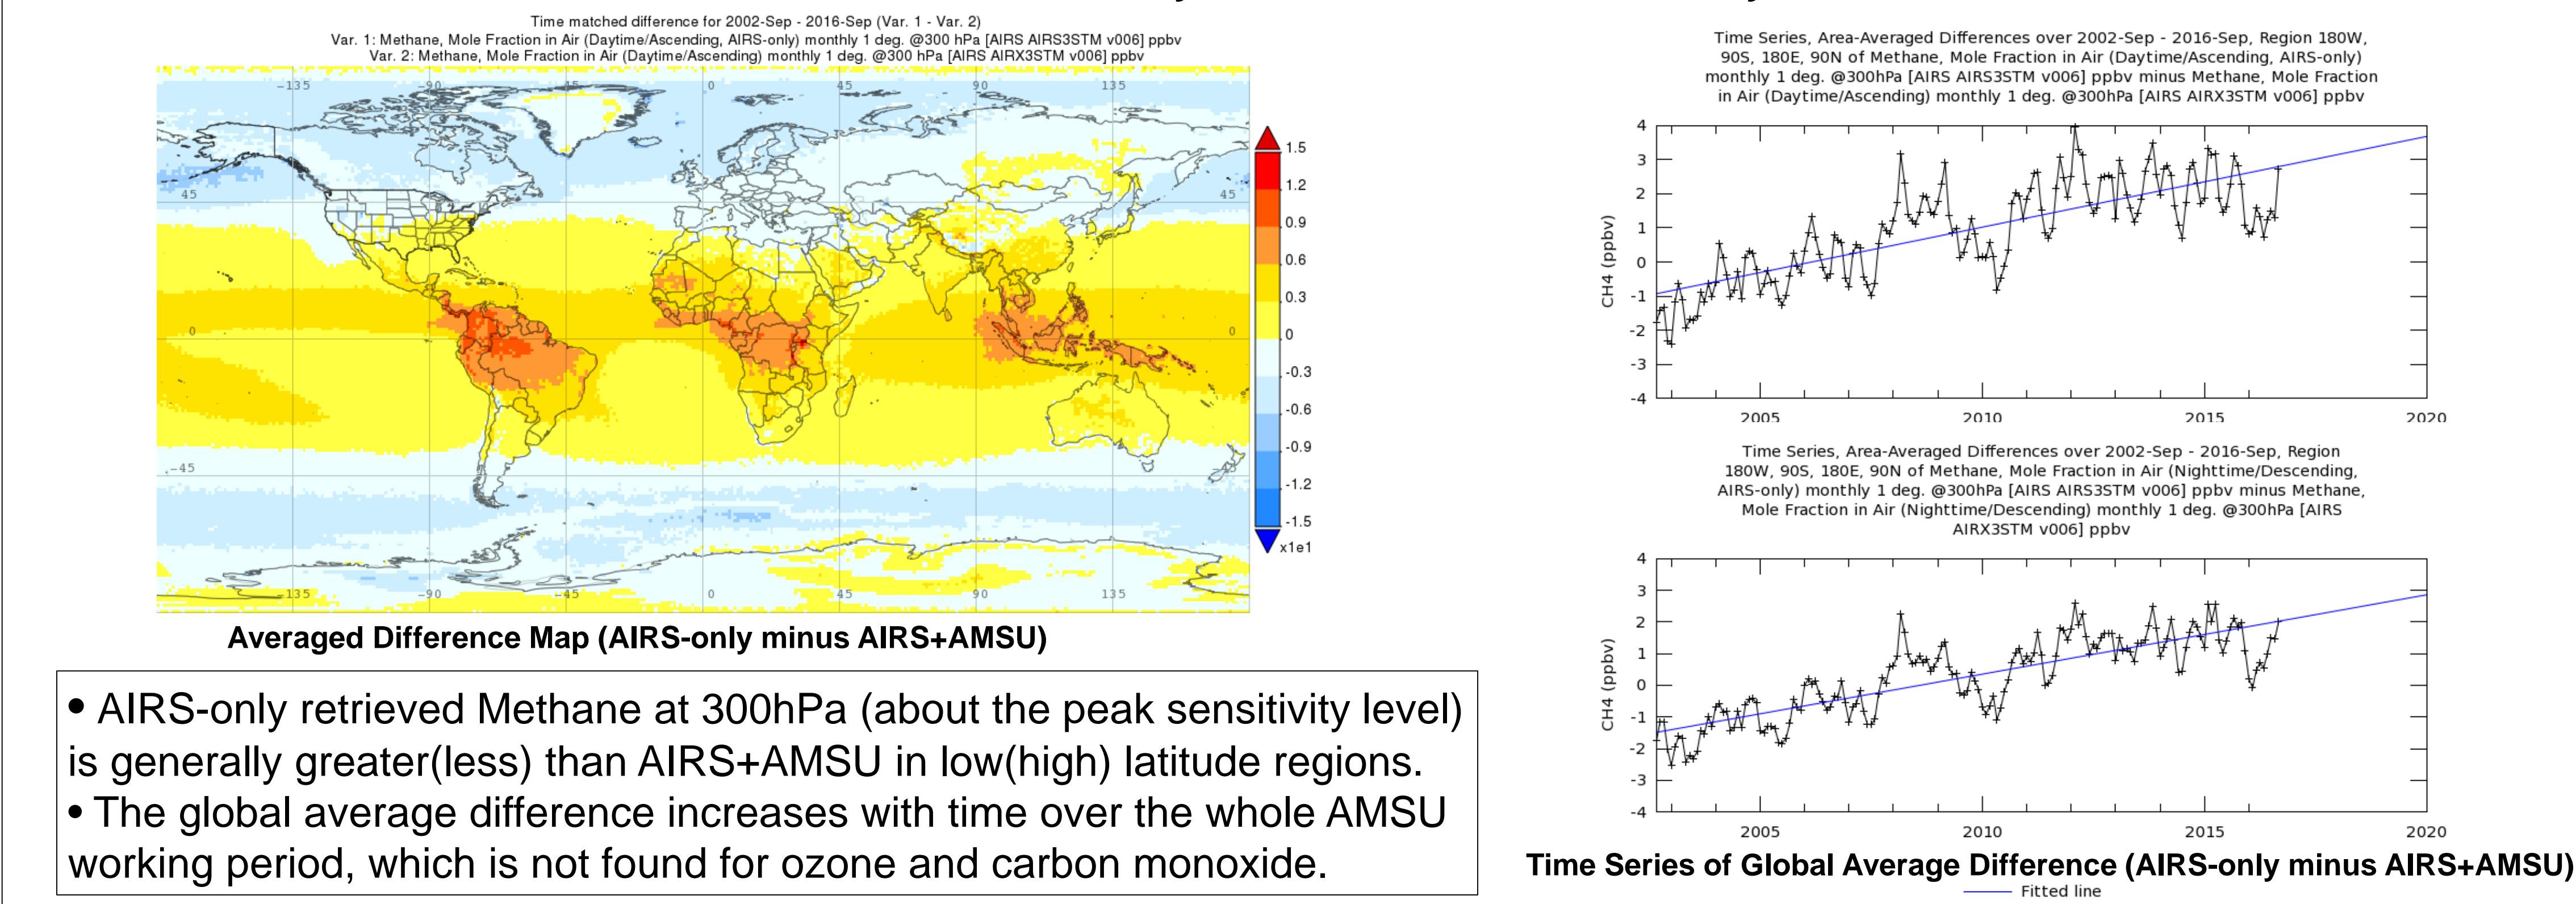 Time matched difference for 2002-Sep - 2016-Sep (Var. 1 - Var. 2)
Var. 1: Methane, Mole Fraction in Air (Daytime/Ascending, AIRS-only) monthly 1 deg. @300 hPa [AIRS AIRS3STM v006] ppbv
Var. 2: Methane, Mole Fraction in Air (Daytime/Ascending) monthly 1 deg. @300 hPa [AIRS AIRX3STM v006] ppbv
-135 -90 -45 0 45 90 135
45 45
0 0
-45
-135 -90 -45 0 45 90 135
1.5
1.2
0.9
0.6
0.3
0
-0.3
-0.6
-0.9
-1.2
-1.5
x1e1
Averaged Difference Map (AIRS-only minus AIRS+AMSU)
• AIRS-only retrieved Methane at 300hPa (about the peak sensitivity level)
is generally greater(less) than AIRS+AMSU in low(high) latitude regions.
• The global average difference increases with time over the whole AMSU
working period, which is not found for ozone and carbon monoxide.
Time Series, Area-Averaged Differences over 2002-Sep - 2016-Sep, Region 180W,
90S, 180E, 90N of Methane, Mole Fraction in Air (Daytime/Ascending, AIRS-only)
monthly 1 deg. @300hPa [AIRS AIRS3STM v006] ppbv minus Methane, Mole Fraction
in Air (Daytime/Ascending) monthly 1 deg. @300hPa [AIRS AIRX3STM v006] ppbv
CH4 (ppbv)
4
3
2
1
0
-1
-2
-3
-4
2005 2010 2015 2020
Time Series, Area-Averaged Differences over 2002-Sep - 2016-Sep, Region
180W, 90S, 180E, 90N of Methane, Mole Fraction in Air (Nighttime/Descending,
AIRS-only) monthly 1 deg. @300hPa [AIRS AIRS3STM v006] ppbv minus Methane,
Mole Fraction in Air (Nighttime/Descending) monthly 1 deg. @300hPa [AIRS
AIRX3STM v006] ppbv
CH4 (ppbv)
4
3
2
1
0
-1
-2
-3
-4
2005 2010 2015 2020
Time Series of Global Average Difference (AIRS-only minus AIRS+AMSU)
Fitted line